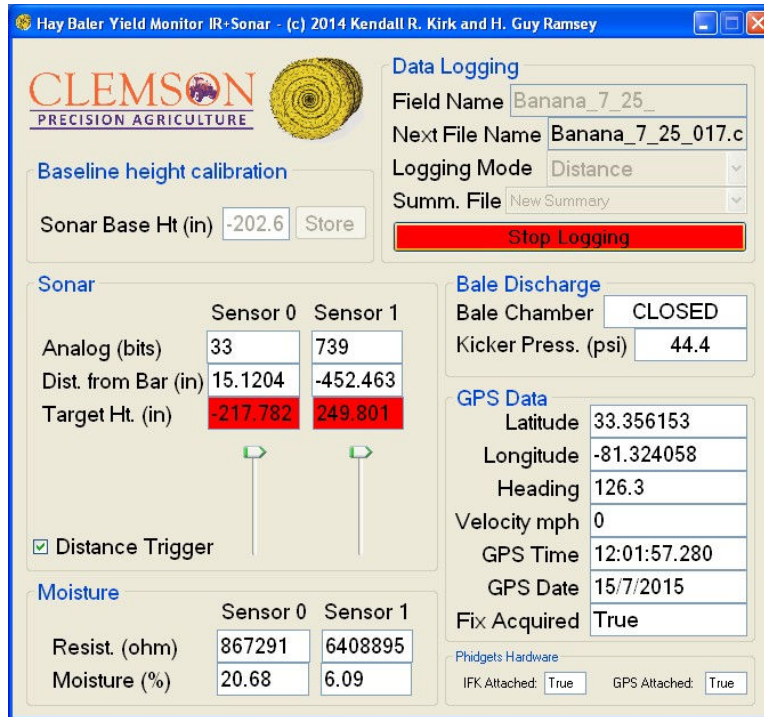 Hay Baler Yield Monitor IR+Sonar - (c) 2014 Kendall R. Kirk and H. Guy Ramsey
CLEMSON
PRECISION AGRICULTURE
Data Logging
Field Name Banana_7_25_
Next File Name Banana_7_25_017.c
Logging Mode Distance
Summ. File New Summary
Stop Logging
Baseline height calibration
Sonar Base Ht (in) -202.6 Store
Sonar
Sensor 0 Sensor 1
Analog (bits) 33 739
Dist. from Bar (in) 15.1204 -452.463
Target Ht. (in) -217.782 249.801
Distance Trigger
Bale Discharge
Bale Chamber CLOSED
Kicker Press. (psi) 44.4
GPS Data
Latitude 33.356153
Longitude -81.324058
Heading 126.3
Velocity mph 0
GPS Time 12:01:57.280
GPS Date 15/7/2015
Fix Acquired True
Moisture
Sensor 0 Sensor 1
Resist. (ohm) 867291 6408895
Moisture (%) 20.68 6.09
Phidgets Hardware
IFK Attached: True GPS Attached: True